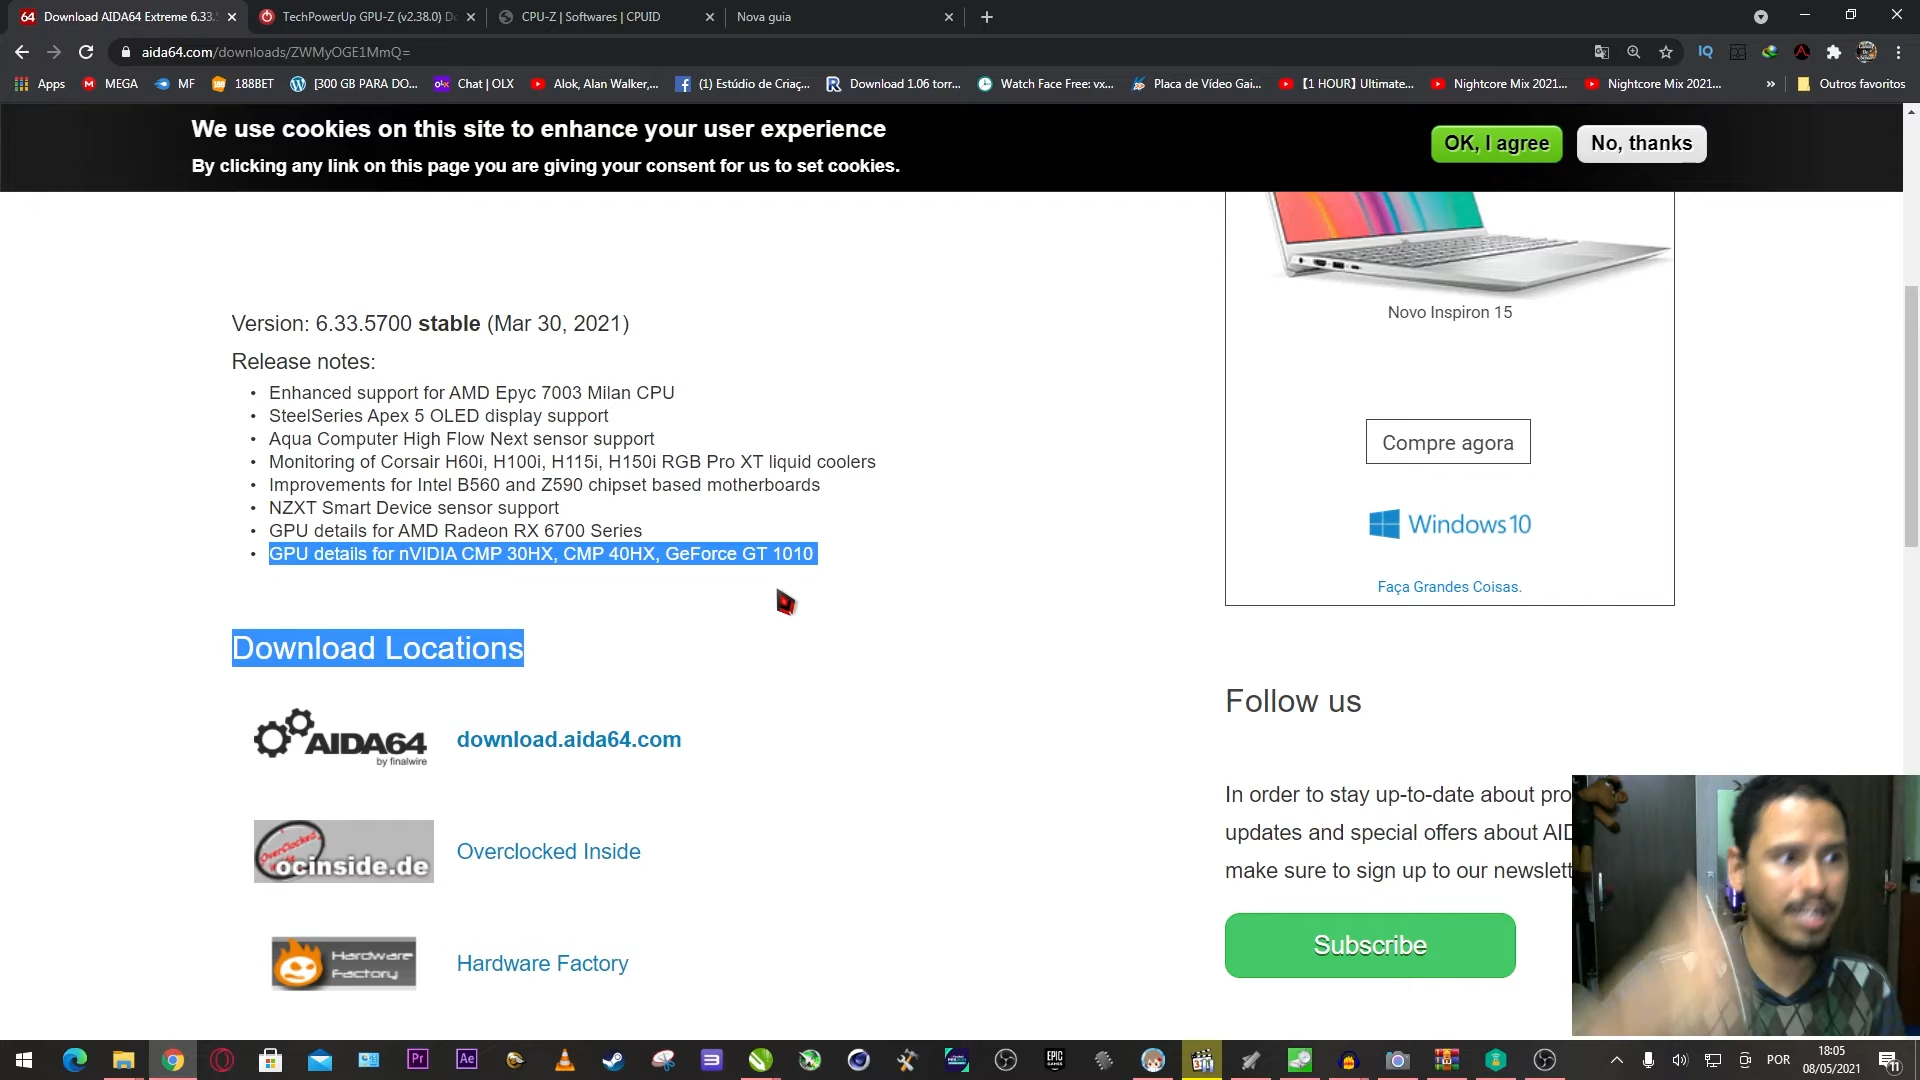 Download AIDA64 Extreme 6.33.
TechPowerUp GPU-Z (v2.38.0) Do
CPU-Z | Softwares | CPUID
Nova guia
aida64.com/downloads/ZWMyOGE1MmQ=
Apps
MEGA
MF
188BET
[300 GB PARA DO...
Chat | OLX
Alok, Alan Walker,...
(1) Estúdio de Criaç...
Download 1.06 torr...
Watch Face Free: vx...
Placa de Vídeo Gai...
【1 HOUR】Ultimate...
Nightcore Mix 2021...
Nightcore Mix 2021...
»
Outros favoritos
We use cookies on this site to enhance your user experience
By clicking any link on this page you are giving your consent for us to set cookies.
OK, I agree
No, thanks
Version: 6.33.5700 stable (Mar 30, 2021)
Release notes:
• Enhanced support for AMD Epyc 7003 Milan CPU
• SteelSeries Apex 5 OLED display support
• Aqua Computer High Flow Next sensor support
• Monitoring of Corsair H60i, H100i, H115i, H150i RGB Pro XT liquid coolers
• Improvements for Intel B560 and Z590 chipset based motherboards
• NZXT Smart Device sensor support
• GPU details for AMD Radeon RX 6700 Series
• GPU details for nVIDIA CMP 30HX, CMP 40HX, GeForce GT 1010
Novo Inspiron 15
Compre agora
Windows10
Faça Grandes Coisas.
Download Locations
AIDA64
by finalwire
download.aida64.com
OverClocked
ocinside.de
Overclocked Inside
Hardware
Factory
Hardware Factory
Follow us
In order to stay up-to-date about pro
updates and special offers about AID
make sure to sign up to our newslett
Subscribe
Pr
Ae
EPIC
GAMES
POR
18:05
08/05/2021
11